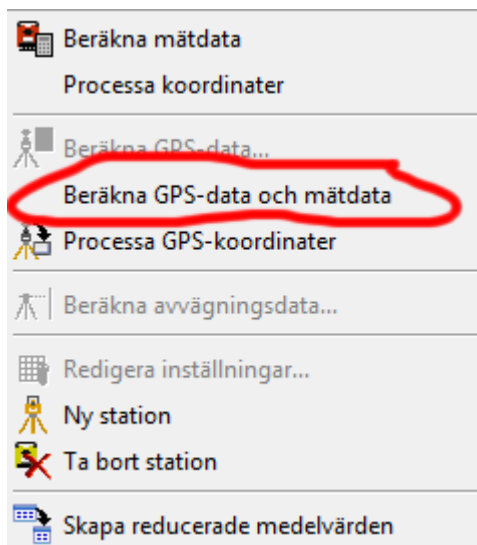 Beräkna mätdata
Processa koordinater
Beräkna GPS-data...
Beräkna GPS-data och mätdata
Processa GPS-koordinater
Beräkna avvägningsdata...
Redigera inställningar...
Ny station
Ta bort station
Skapa reducerade medelvärden